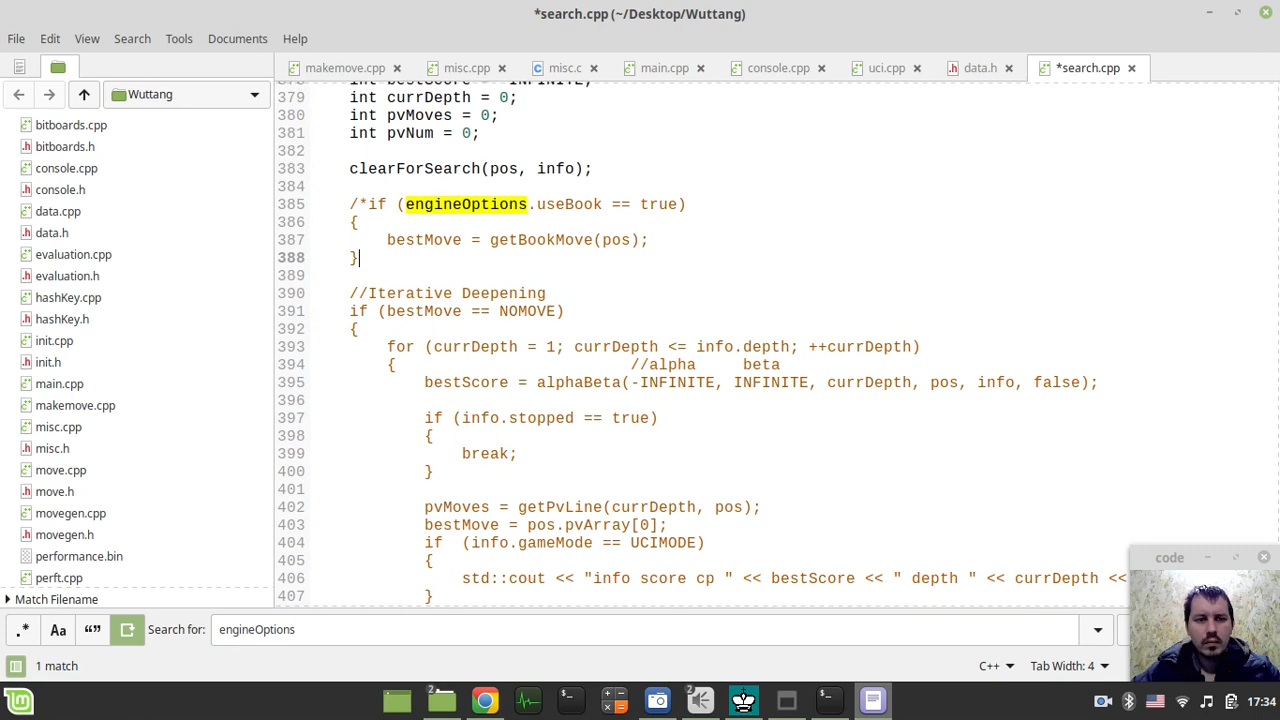 *search.cpp (~/Desktop/Wuttang)
File Edit View Search Tools Documents Help
makemove.cpp misc.cpp misc.c main.cpp console.cpp uci.cpp data.h *search.cpp
Wuttang
bitboards.cpp
bitboards.h
console.cpp
console.h
data.cpp
data.h
evaluation.cpp
evaluation.h
hashKey.cpp
hashKey.h
init.cpp
init.h
main.cpp
makemove.cpp
misc.cpp
misc.h
move.cpp
move.h
movegen.cpp
movegen.h
performance.bin
perft.cpp
Match Filename
379 int currDepth = 0;
380 int pvMoves = 0;
381 int pvNum = 0;
382
383 clearForSearch(pos, info);
384
385 /*if (engineOptions.useBook == true)
386 {
387 bestMove = getBookMove(pos);
388 }
389
390 //Iterative Deepening
391 if (bestMove == NOMOVE)
392 {
393 for (currDepth = 1; currDepth <= info.depth; ++currDepth)
394 { //alpha beta
395 bestScore = alphaBeta(-INFINITE, INFINITE, currDepth, pos, info, false);
396
397 if (info.stopped == true)
398 {
399 break;
400 }
401
402 pvMoves = getPvLine(currDepth, pos);
403 bestMove = pos.pvArray[0];
404 if (info.gameMode == UCIMODE)
405 {
406 std::cout << "info score cp " << bestScore << " depth " << currDepth <<
407 }
code
.* Aa “” Search for: engineOptions
1 match C++ Tab Width: 4
2 2 17:34